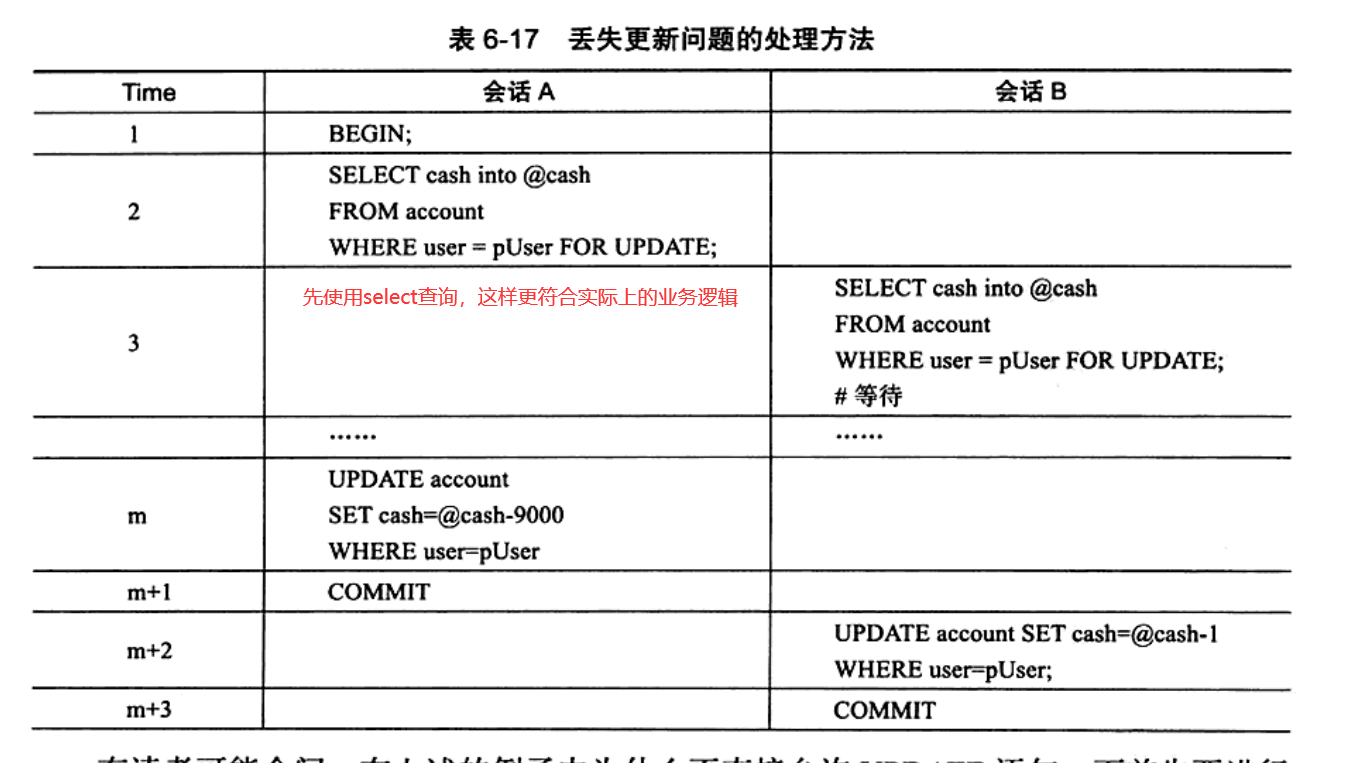 表 6-17 丢失更新问题的处理方法
Time 会话 A 会话 B
1 BEGIN;
SELECT cash into @cash
2 FROM account
WHERE user = pUser FOR UPDATE;
先使用select查询，这样更符合实际上的业务逻辑
SELECT cash into @cash
FROM account
3
WHERE user = pUser FOR UPDATE;
# 等待
…… ……
UPDATE account
m SET cash=@cash-9000
WHERE user=pUser
m+1 COMMIT
UPDATE account SET cash=@cash-1
m+2
WHERE user=pUser;
m+3 COMMIT